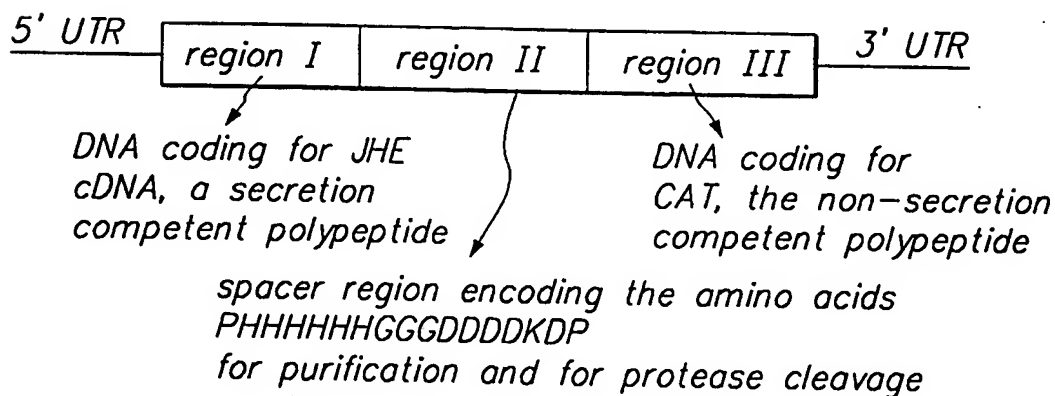 5' UTR
region I
region II
region III
3' UTR
DNA coding for JHE
cDNA, a secretion
competent polypeptide
DNA coding for
CAT, the non-secretion
competent polypeptide
spacer region encoding the amino acids
PHHHHHHGGGDDDDKDP
for purification and for protease cleavage